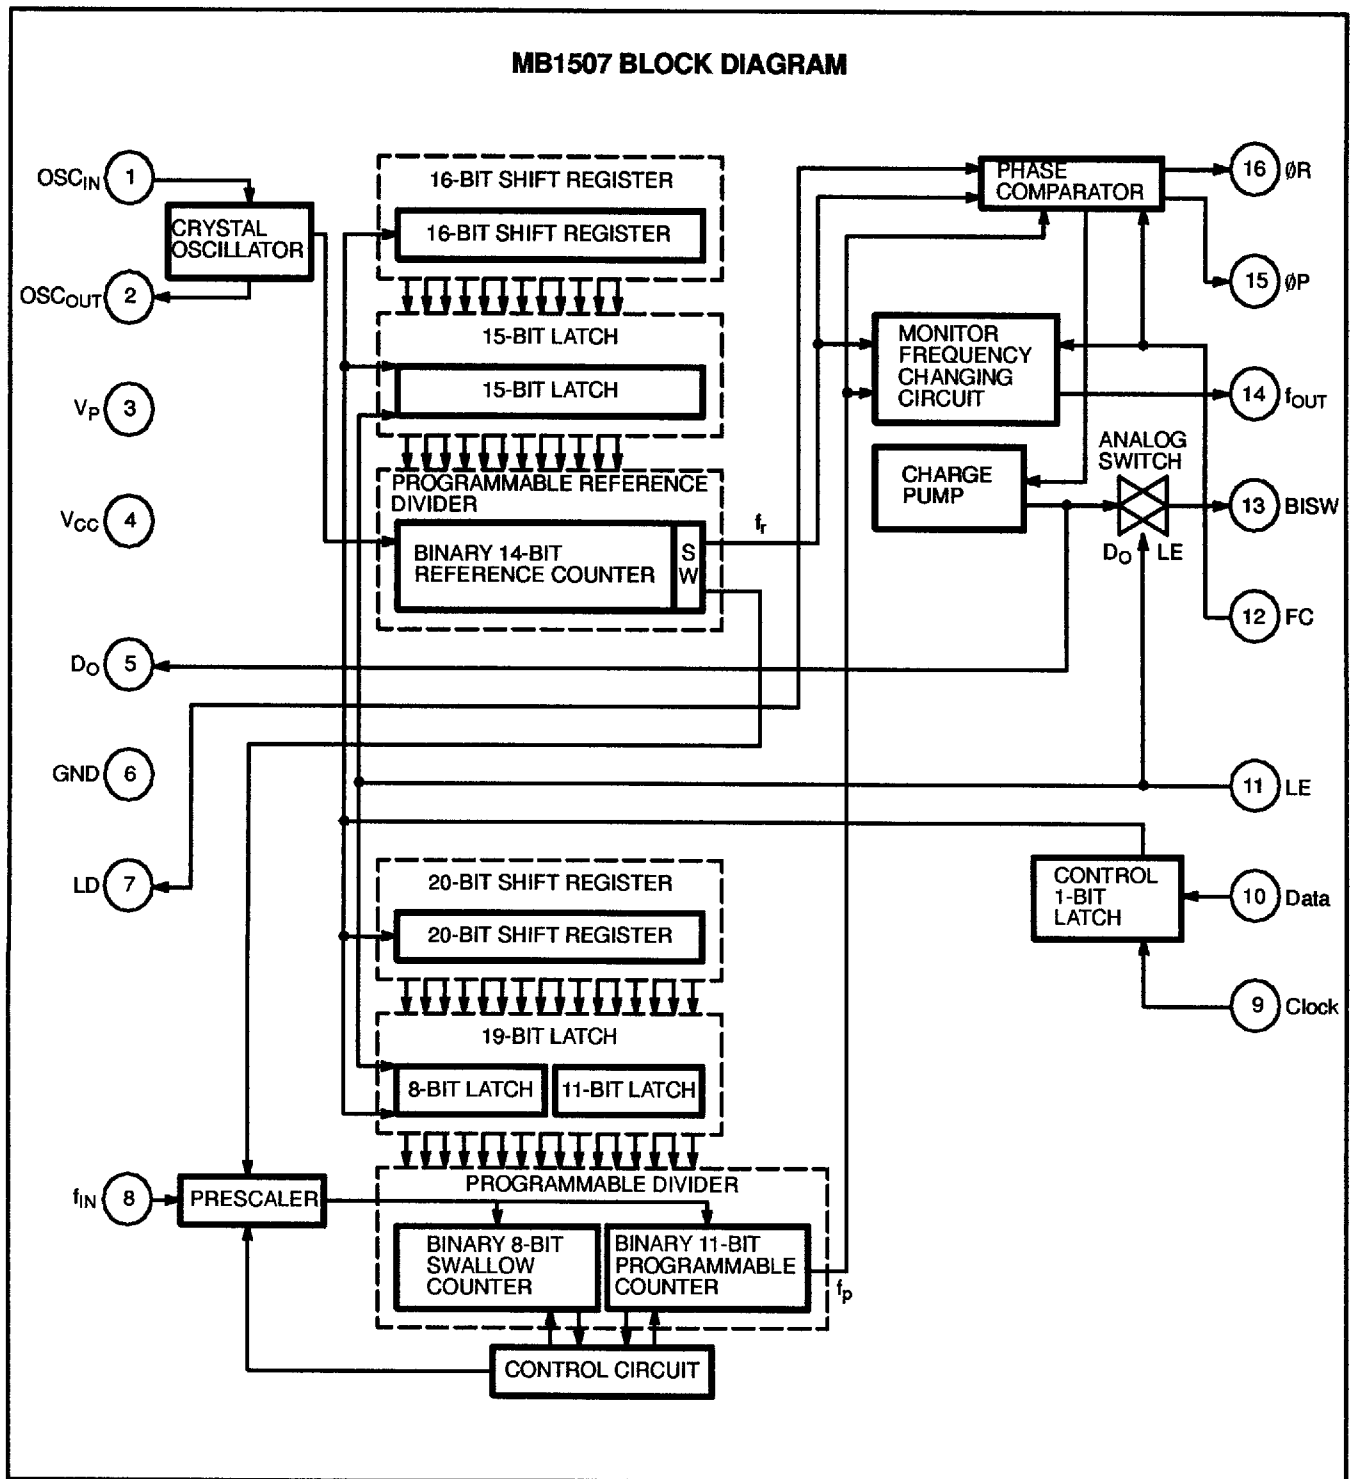 MB1507 BLOCK DIAGRAM
OSCIN 1
CRYSTAL
OSCILLATOR
OSCOUT 2
VP 3
VCC 4
DO 5
GND 6
LD 7
fIN 8
PRESCALER
16-BIT SHIFT REGISTER
16-BIT SHIFT REGISTER
15-BIT LATCH
15-BIT LATCH
PROGRAMMABLE REFERENCE
DIVIDER
BINARY 14-BIT
REFERENCE COUNTER
S
W
fr
20-BIT SHIFT REGISTER
20-BIT SHIFT REGISTER
19-BIT LATCH
8-BIT LATCH
11-BIT LATCH
PROGRAMMABLE DIVIDER
BINARY 8-BIT
SWALLOW
COUNTER
BINARY 11-BIT
PROGRAMMABLE
COUNTER
fp
CONTROL CIRCUIT
PHASE
COMPARATOR
MONITOR
FREQUENCY
CHANGING
CIRCUIT
CHARGE
PUMP
ANALOG
SWITCH
DO LE
CONTROL
1-BIT
LATCH
16 ØR
15 ØP
14 fOUT
13 BISW
12 FC
11 LE
10 Data
9 Clock